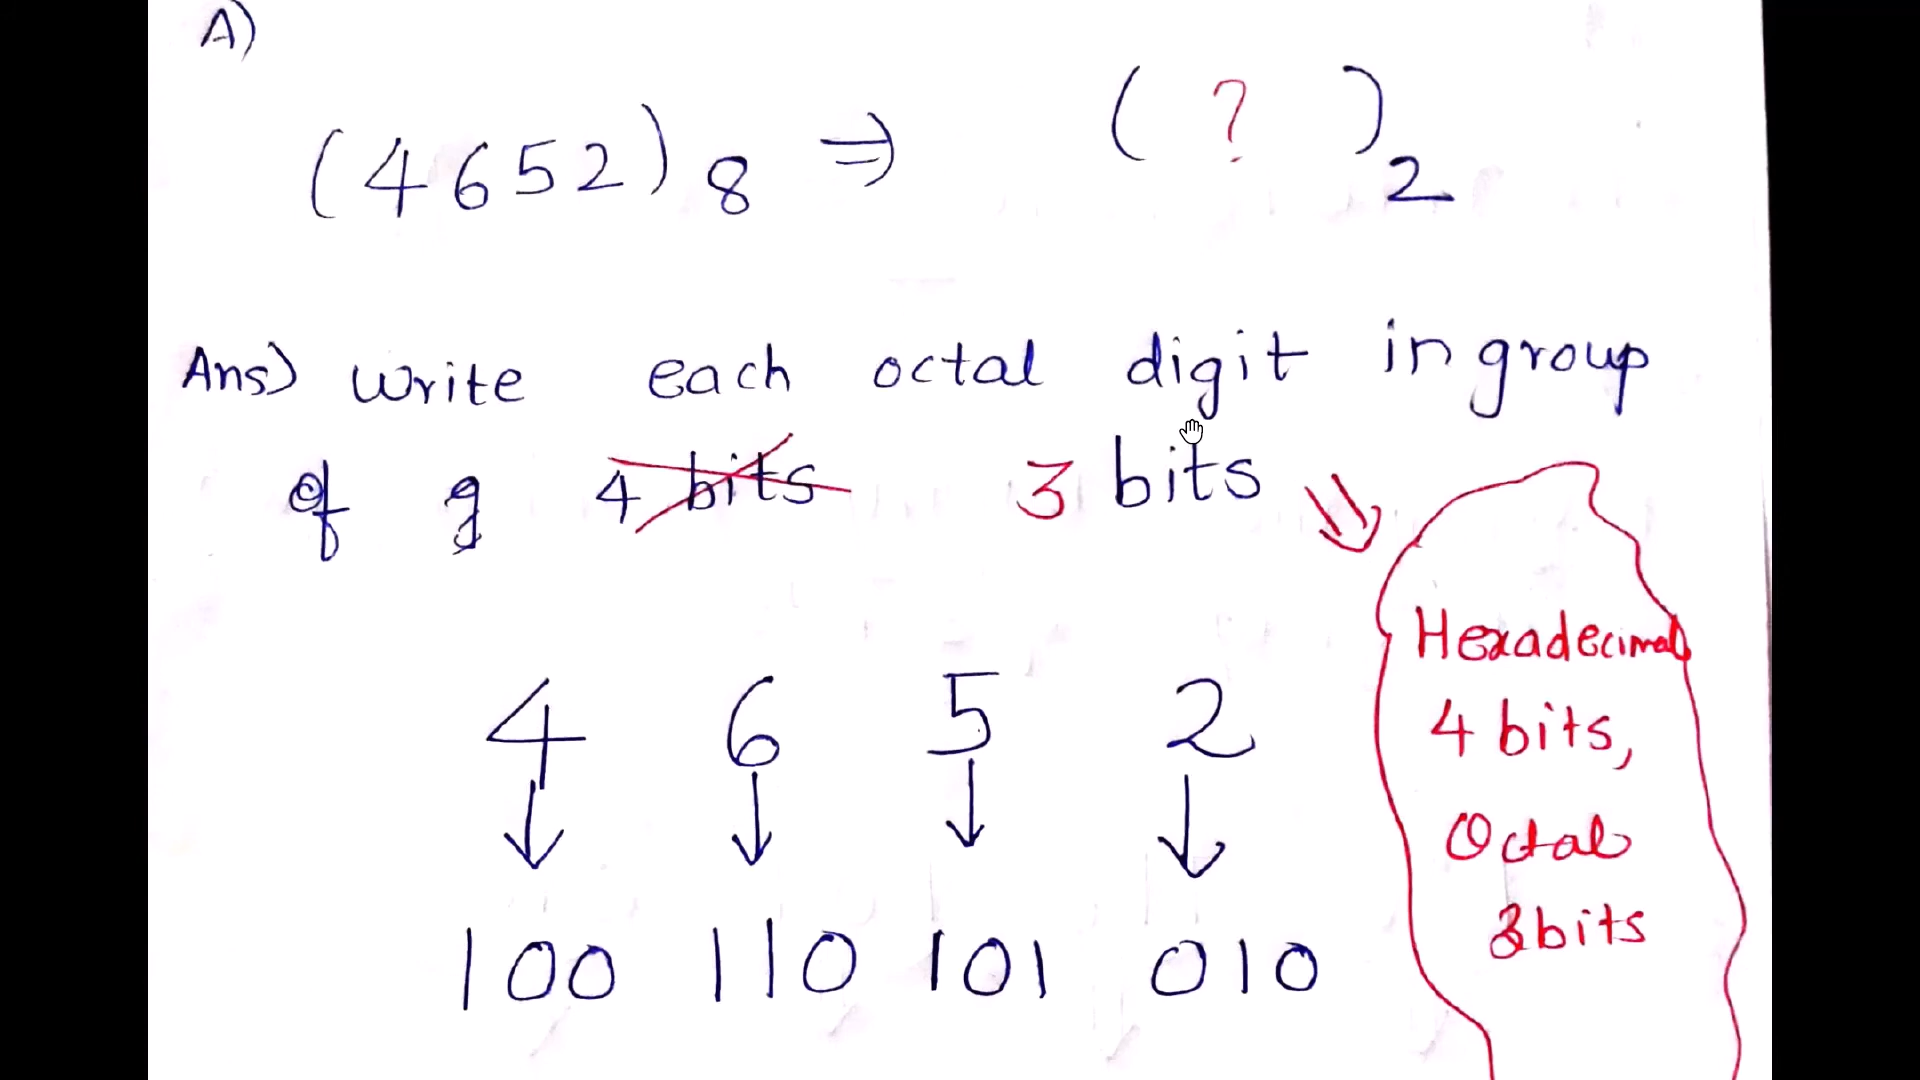 A)
(4652)8 ⇒ ( ? )2
Ans) Write each octal digit in group
of 4 bits 3 bits
4 6 5 2
100 110 101 010
Hexadecimal
4 bits,
Octal
3bits